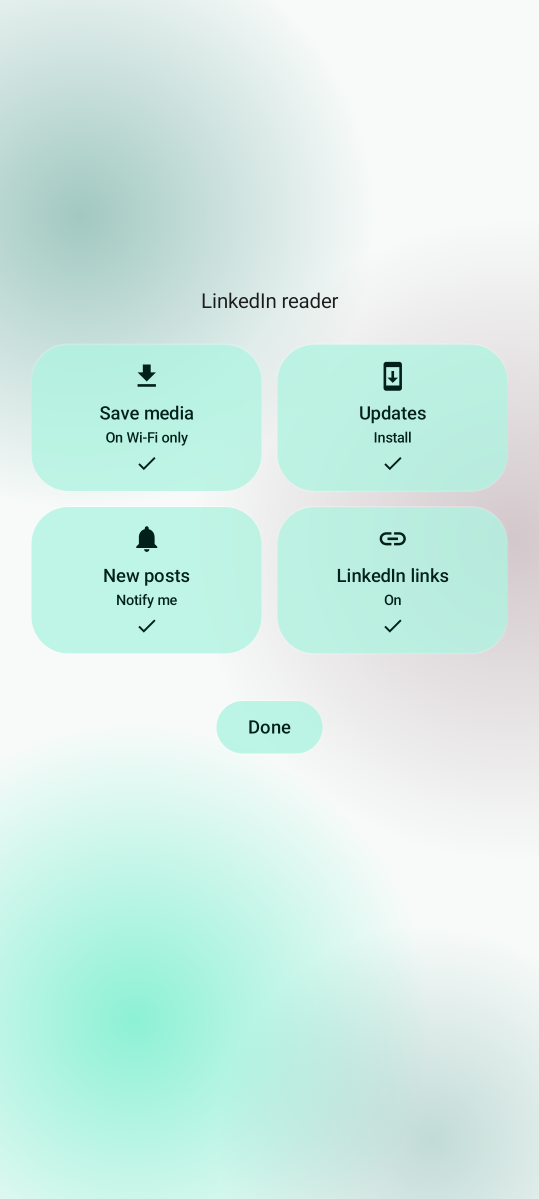 LinkedIn reader
Save media
On Wi-Fi only
Updates
Install
New posts
Notify me
LinkedIn links
On
Done